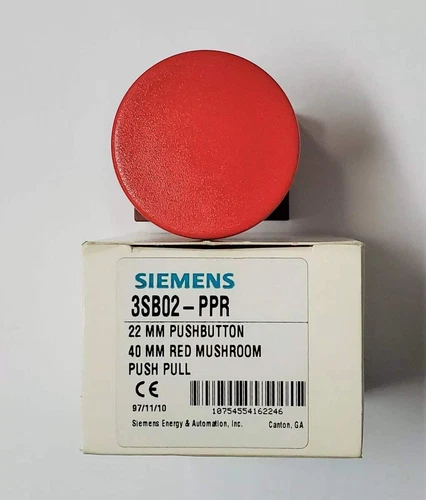 SIEMENS
3SB02-PPR
22 MM PUSHBUTTON
40 MM RED MUSHROOM
PUSH PULL
CE
97/11/10
10754554162246
Siemens Energy & Automation, Inc. Canton, GA